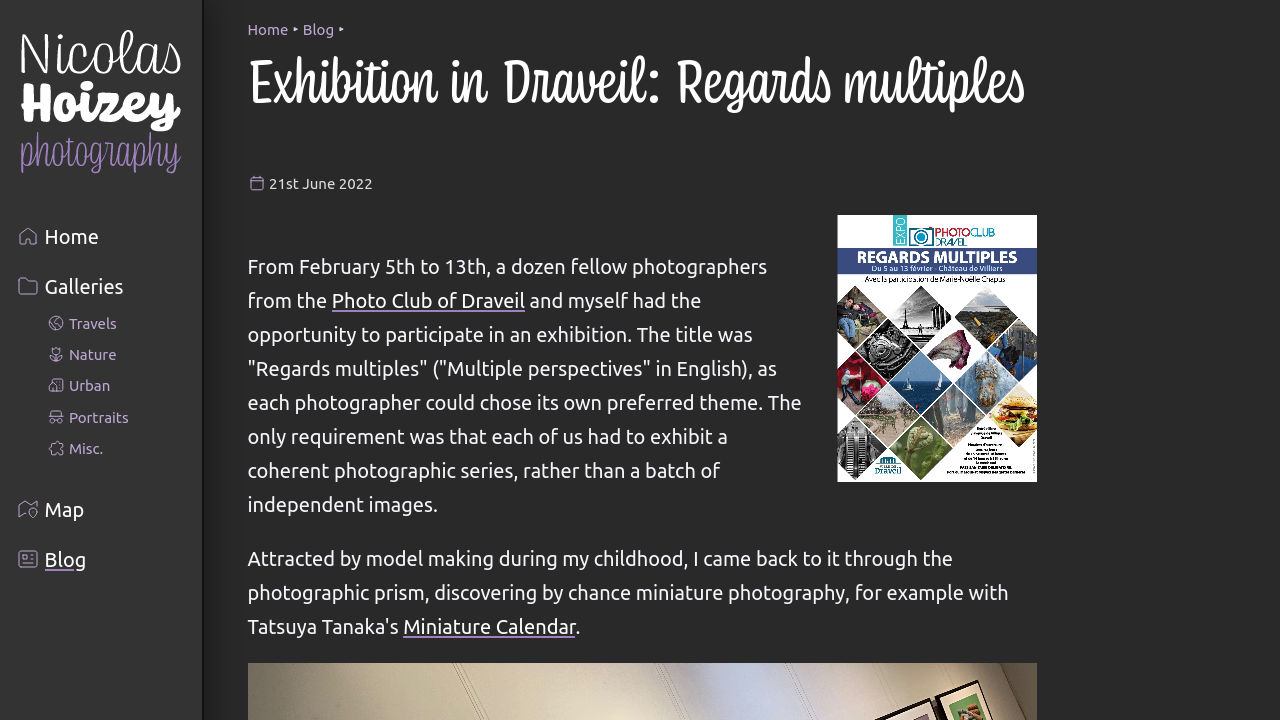 Nicolas
Hoizey
photography
Home
Galleries
Travels
Nature
Urban
Portraits
Misc.
Map
Blog
Home ‣ Blog ‣
Exhibition in Draveil: Regards multiples
21st June 2022
EXPO
PHOTOCLUB
DRAVEIL
REGARDS MULTIPLES
Du 5 au 13 février - Château de Villiers
Avec la participation de Marie-Noëlle Chapus
Draveil
From February 5th to 13th, a dozen fellow photographers
from the Photo Club of Draveil and myself had the
opportunity to participate in an exhibition. The title was
"Regards multiples" ("Multiple perspectives" in English), as
each photographer could chose its own preferred theme. The
only requirement was that each of us had to exhibit a
coherent photographic series, rather than a batch of
independent images.
Attracted by model making during my childhood, I came back to it through the
photographic prism, discovering by chance miniature photography, for example with
Tatsuya Tanaka's Miniature Calendar.